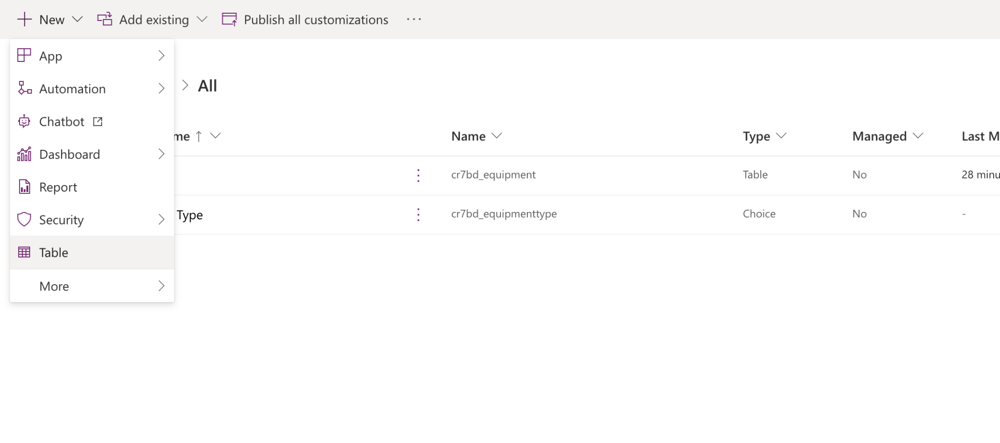 New Add existing Publish all customizations ...
App
Automation
All
Chatbot
me Name Type Managed Last M
Dashboard
cr7bd_equipment Table No 28 minu
Report
Security Type cr7bd_equipmenttype Choice No -
Table
More